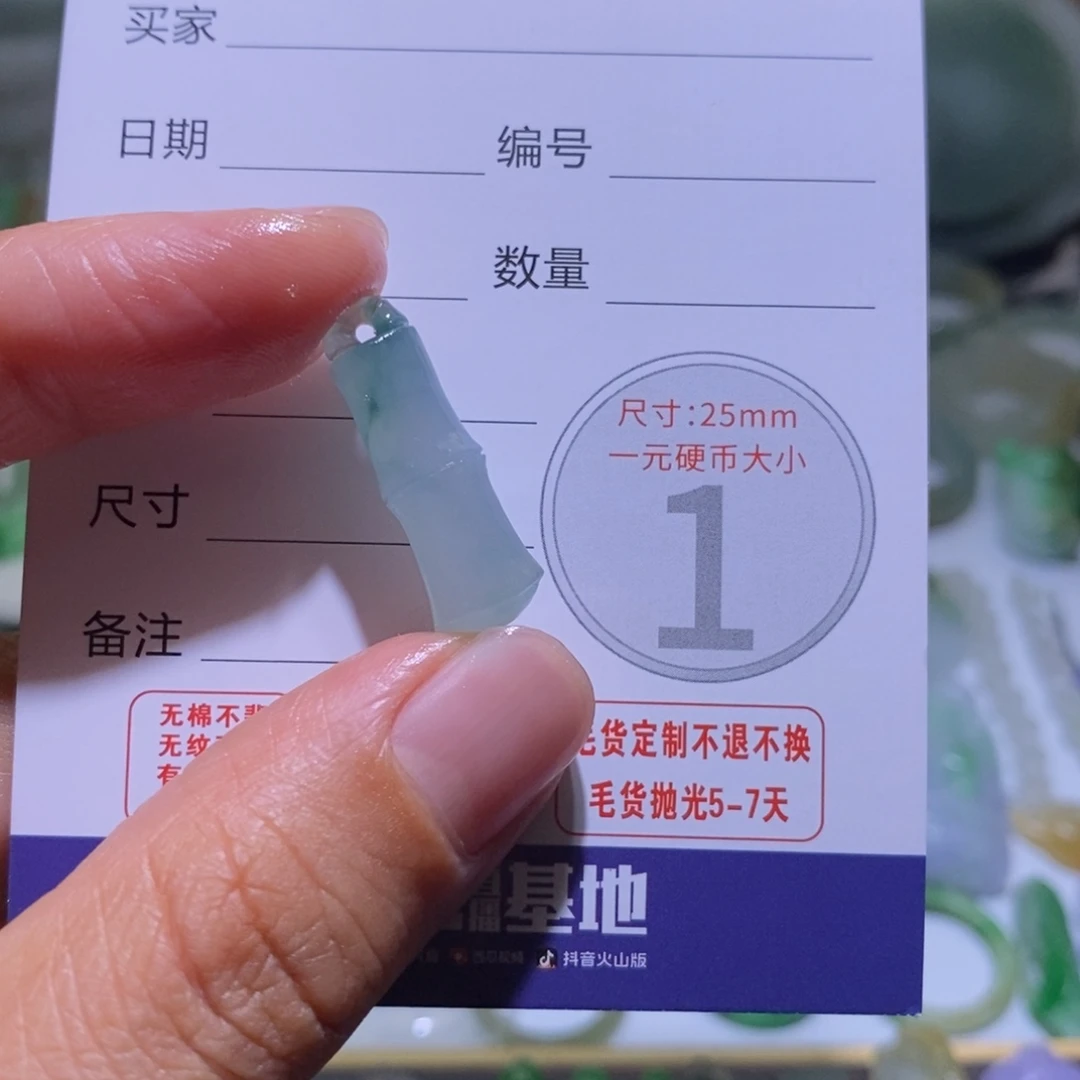 买家
日期 编号
数量
尺寸:25mm
一元硬币大小
1
尺寸
备注
无棉不
无纹
有
货定制不退不换
毛货抛光5-7天
基地
抖音火山版